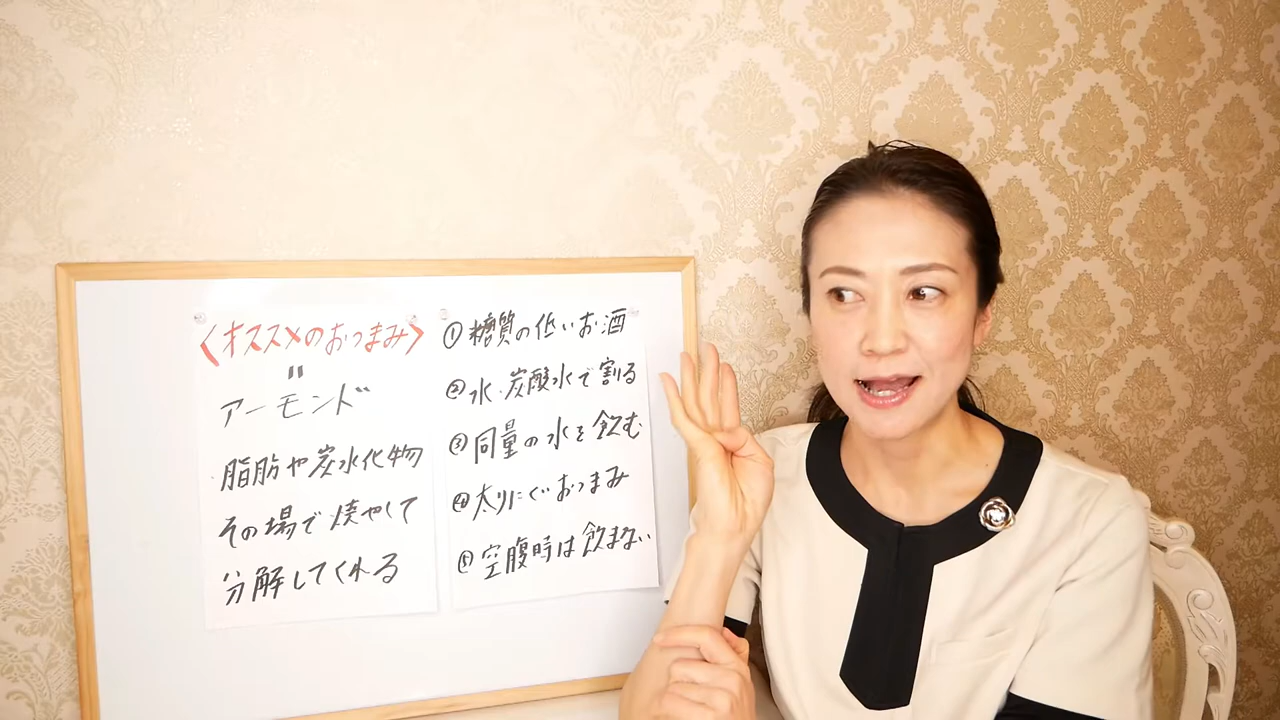 〈オススメのおつまみ〉
＝
アーモンド
脂肪や炭水化物
その場で燃やして
分解してくれる
①糖質の低いお酒
②水・炭酸水で割る
③同量の水を飲む
④太りにくいおつまみ
⑤空腹時は飲まない